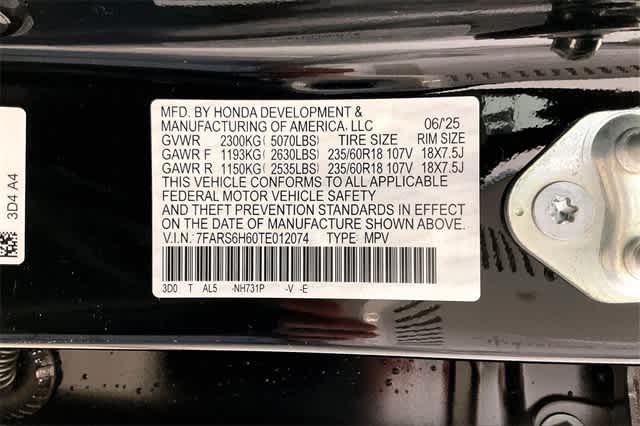 MFD. BY HONDA DEVELOPMENT &
MANUFACTURING OF AMERICA, LLC 06/25
GVWR 2300KG( 5070LBS) TIRE SIZE RIM SIZE
GAWR F 1193KG( 2630LBS) 235/60R18 107V 18X7.5J
GAWR R 1150KG( 2535LBS) 235/60R18 107V 18X7.5J
THIS VEHICLE CONFORMS TO ALL APPLICABLE
FEDERAL MOTOR VEHICLE SAFETY
AND THEFT PREVENTION STANDARDS IN EFFECT
ON THE DATE OF MANUFACTURE SHOWN ABOVE.
V.I.N.: 7FARS6H60TE012074 TYPE: MPV
3D0 T AL5 -NH731P -V -E
3D4 A4